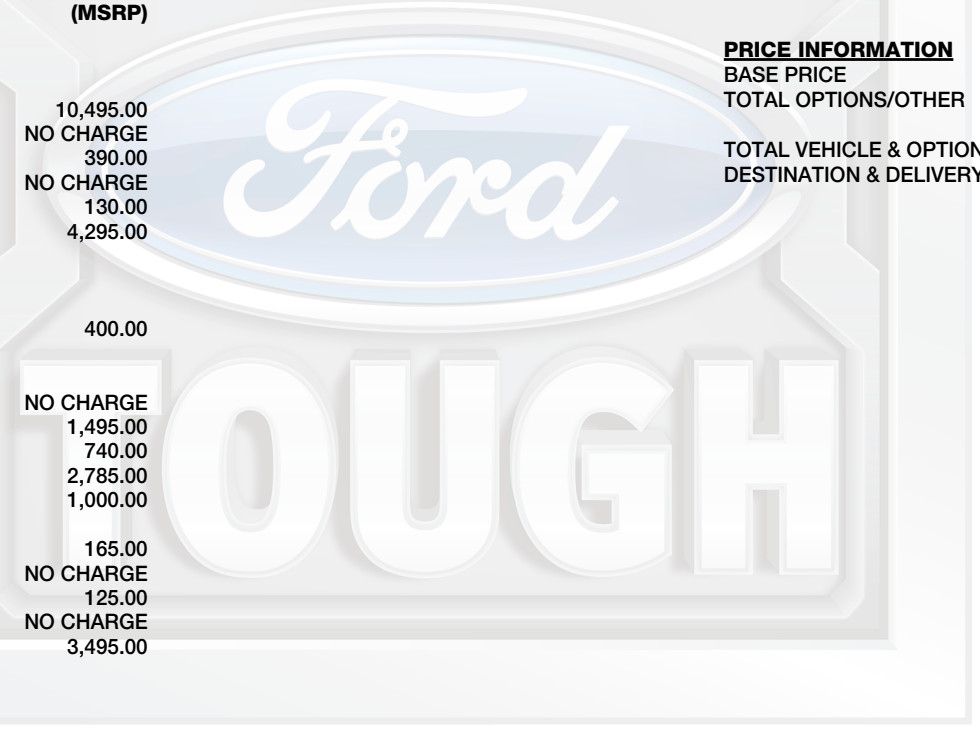 (MSRP)
10,495.00
NO CHARGE
390.00
NO CHARGE
130.00
4,295.00
400.00
NO CHARGE
1,495.00
740.00
2,785.00
1,000.00
165.00
NO CHARGE
125.00
NO CHARGE
3,495.00
PRICE INFORMATION
BASE PRICE
TOTAL OPTIONS/OTHER
TOTAL VEHICLE & OPTION
DESTINATION & DELIVERY
Ford
TOUGH